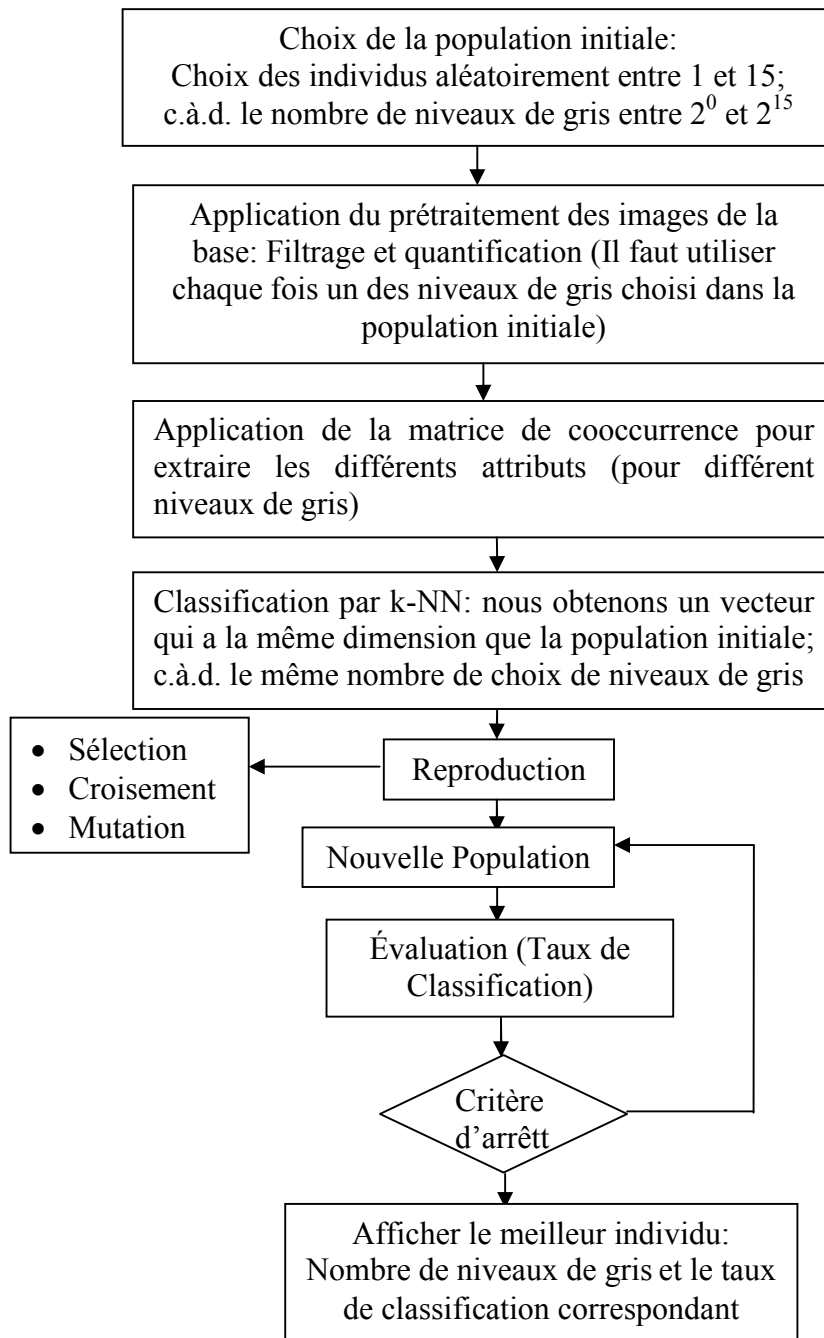 Choix de la population initiale:
Choix des individus aléatoirement entre 1 et 15;
c.à.d. le nombre de niveaux de gris entre 2^0 et 2^15
Application du prétraitement des images de la
base: Filtrage et quantification (Il faut utiliser
chaque fois un des niveaux de gris choisi dans la
population initiale)
Application de la matrice de cooccurrence pour
extraire les différents attributs (pour différent
niveaux de gris)
Classification par k-NN: nous obtenons un vecteur
qui a la même dimension que la population initiale;
c.à.d. le même nombre de choix de niveaux de gris
• Sélection
• Croisement
• Mutation
Reproduction
Nouvelle Population
Évaluation (Taux de
Classification)
Critère
d'arrêtt
Afficher le meilleur individu:
Nombre de niveaux de gris et le taux
de classification correspondant